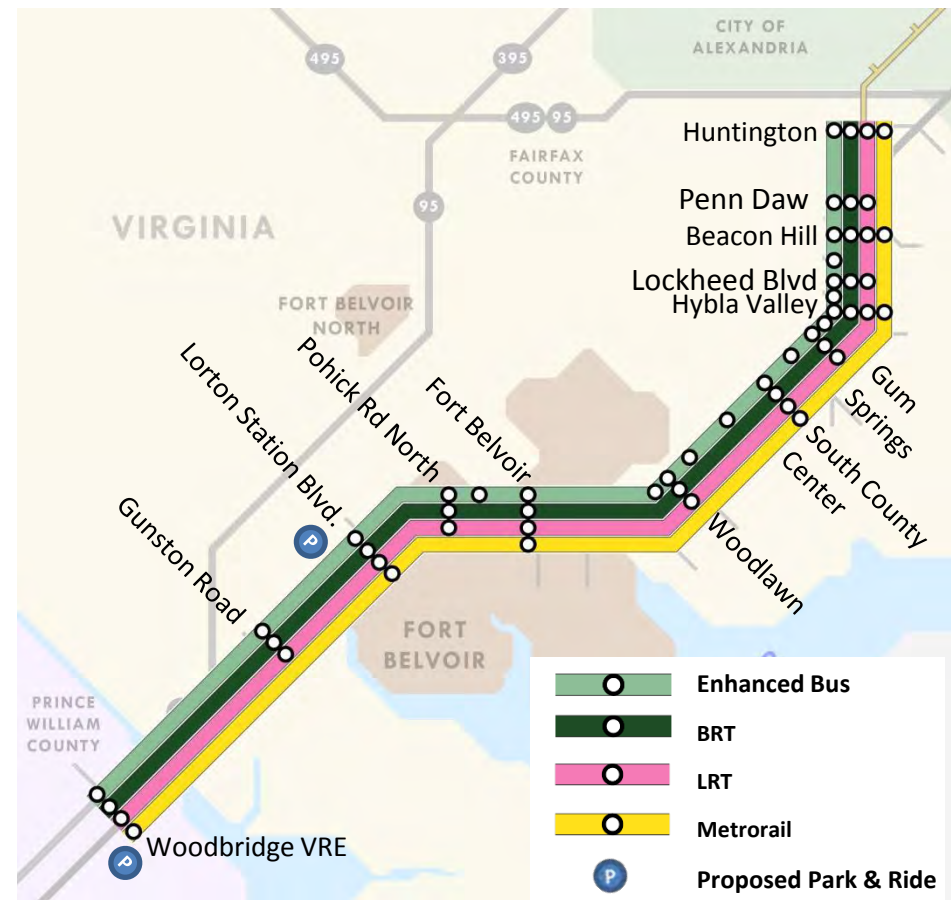 CITY OF
ALEXANDRIA
495
395
495
95
FAIRFAX
COUNTY
Huntington
95
VIRGINIA
Penn Daw
Beacon Hill
Lockheed Blvd
Hybla Valley
FORT BELVOIR
NORTH
Gum
Springs
South County
Center
Woodlawn
Fort Belvoir
Pohick Rd North
Lorton Station Blvd.
P
Gunston Road
FORT
BELVOIR
PRINCE
WILLIAM
COUNTY
Woodbridge VRE
P
Enhanced Bus
BRT
LRT
Metrorail
P
Proposed Park & Ride